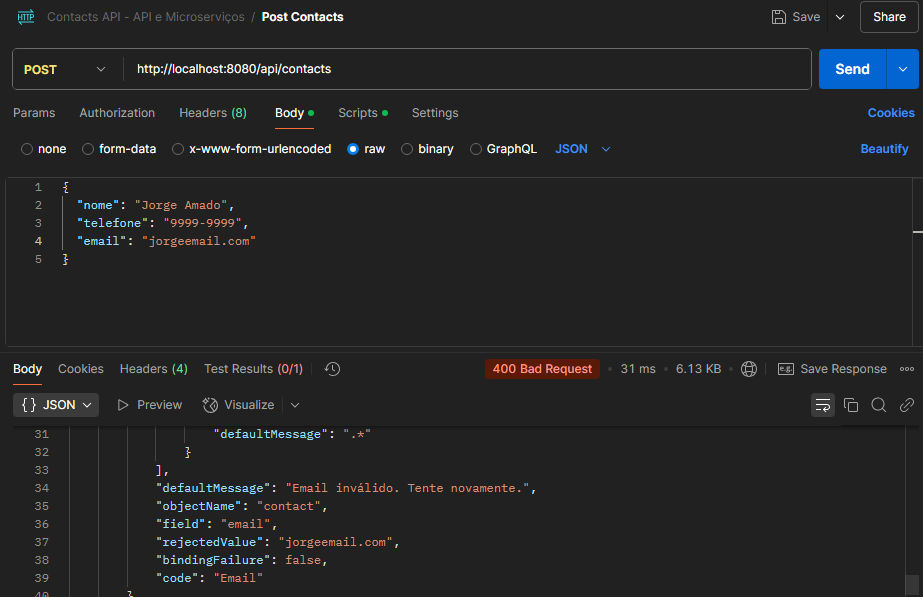 HTTP Contacts API - API e Microserviços / Post Contacts Save Share
POST http://localhost:8080/api/contacts Send
Params Authorization Headers (8) Body Scripts Settings Cookies
none form-data x-www-form-urlencoded raw binary GraphQL JSON Beautify
1 {
2 "nome": "Jorge Amado",
3 "telefone": "9999-9999",
4 "email": "jorgeemail.com"
5 }
Body Cookies Headers (4) Test Results (0/1) 400 Bad Request 31 ms 6.13 KB e.g. Save Response
{} JSON Preview Visualize
31 "defaultMessage": ".*"
32 }
33 ],
34 "defaultMessage": "Email inválido. Tente novamente.",
35 "objectName": "contact",
36 "field": "email",
37 "rejectedValue": "jorgeemail.com",
38 "bindingFailure": false,
39 "code": "Email"
40 }